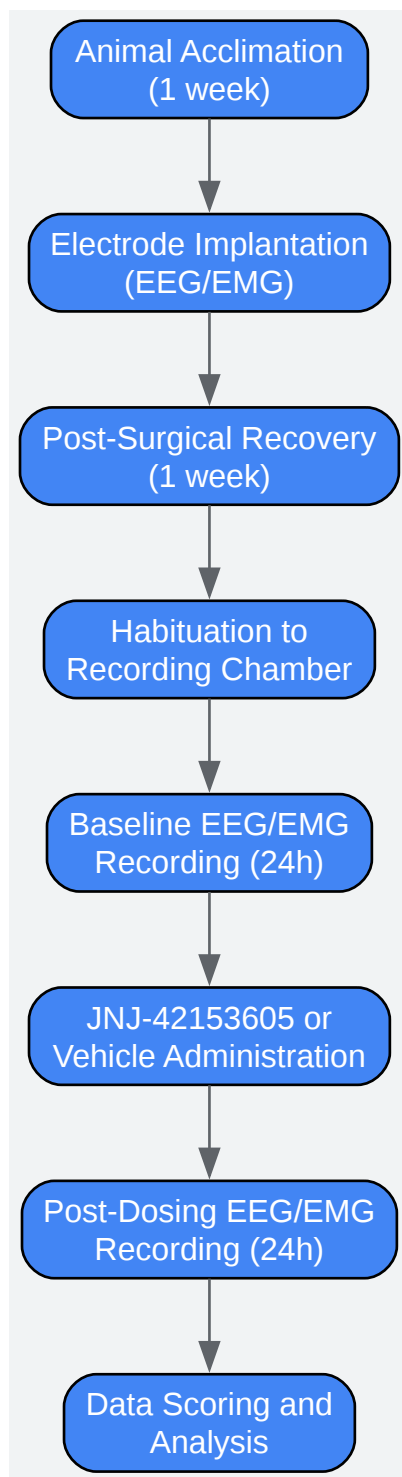 Animal Acclimation
(1 week)
Electrode Implantation
(EEG/EMG)
Post-Surgical Recovery
(1 week)
Habituation to
Recording Chamber
Baseline EEG/EMG
Recording (24h)
JNJ-42153605 or
Vehicle Administration
Post-Dosing EEG/EMG
Recording (24h)
Data Scoring and
Analysis